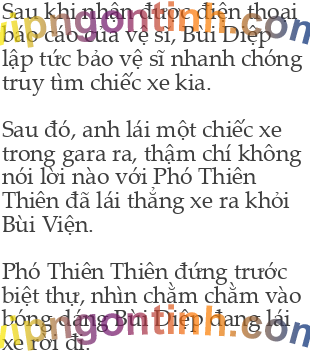 Sau khi nhận được điện thoại
báo cáo của vệ sĩ, Bùi Diệp
lập tức bảo vệ sĩ nhanh chóng
truy tìm chiếc xe kia.
Sau đó, anh lái một chiếc xe
trong gara ra, thậm chí không
nói lời nào với Phó Thiên
Thiên đã lái thẳng xe ra khỏi
Bùi Viện.
Phó Thiên Thiên đứng trước
biệt thự, nhìn chằm chằm vào
bóng dáng Bùi Diệp đang lái
xe rời đi.
vipngontinh.com
vipngontinh.com